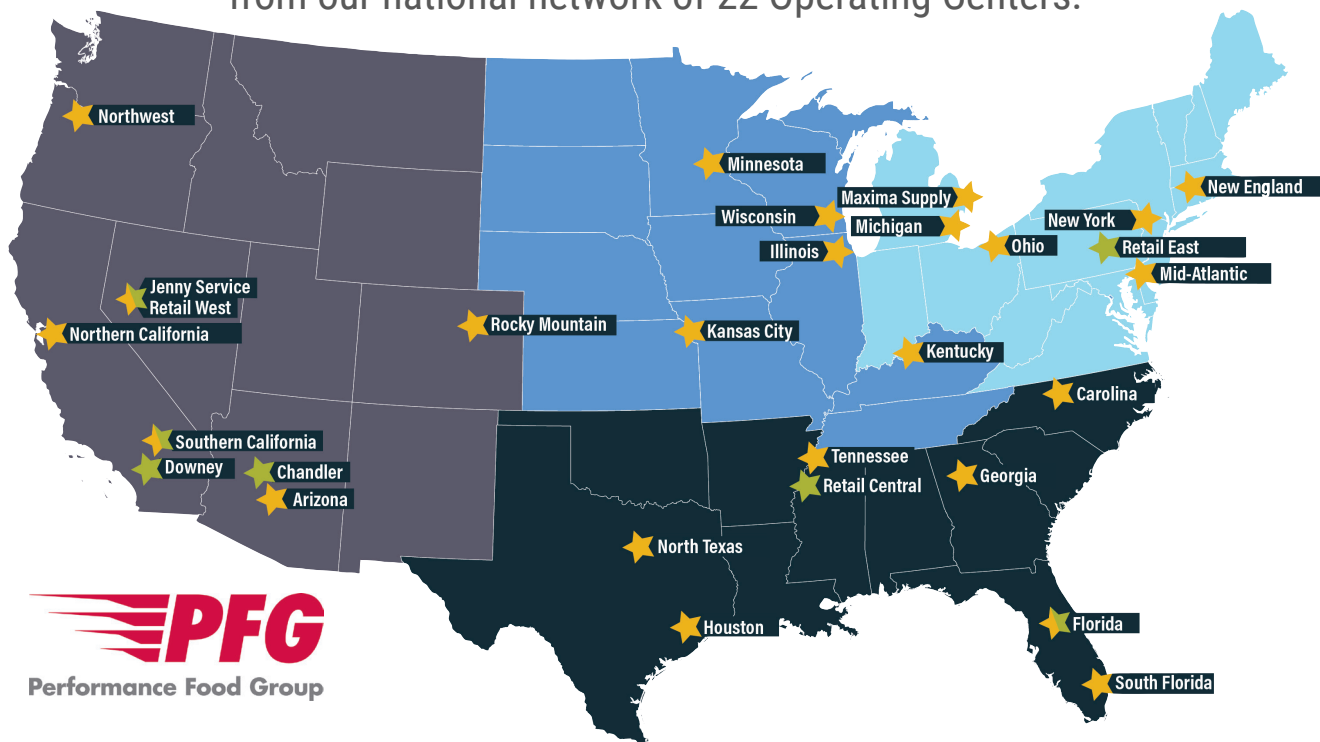 from our national network of 22 Operating Centers.
Northwest
Minnesota
New England
Maxima Supply
Wisconsin
New York
Michigan
Illinois
Ohio
Retail East
Mid-Atlantic
Jenny Service
Retail West
Rocky Mountain
Northern California
Kansas City
Kentucky
Carolina
Southern California
Downey
Chandler
Arizona
Tennessee
Georgia
Retail Central
North Texas
Houston
Florida
South Florida
PFG
Performance Food Group